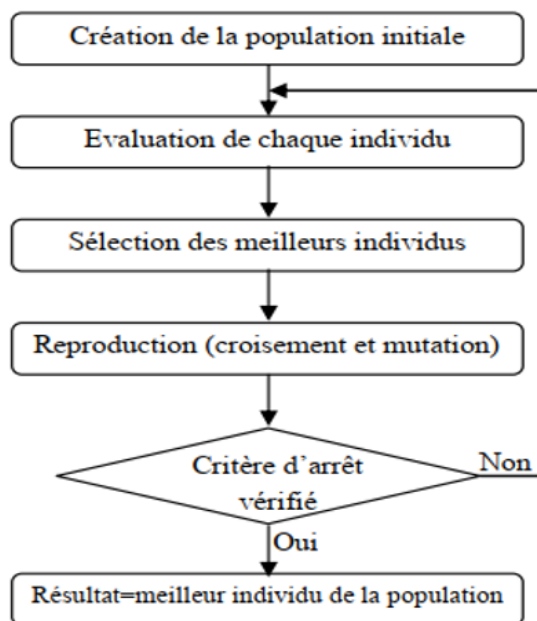 Création de la population initiale
Evaluation de chaque individu
Sélection des meilleurs individus
Reproduction (croisement et mutation)
Critère d’arrêt
vérifié
Non
Oui
Résultat=meilleur individu de la population